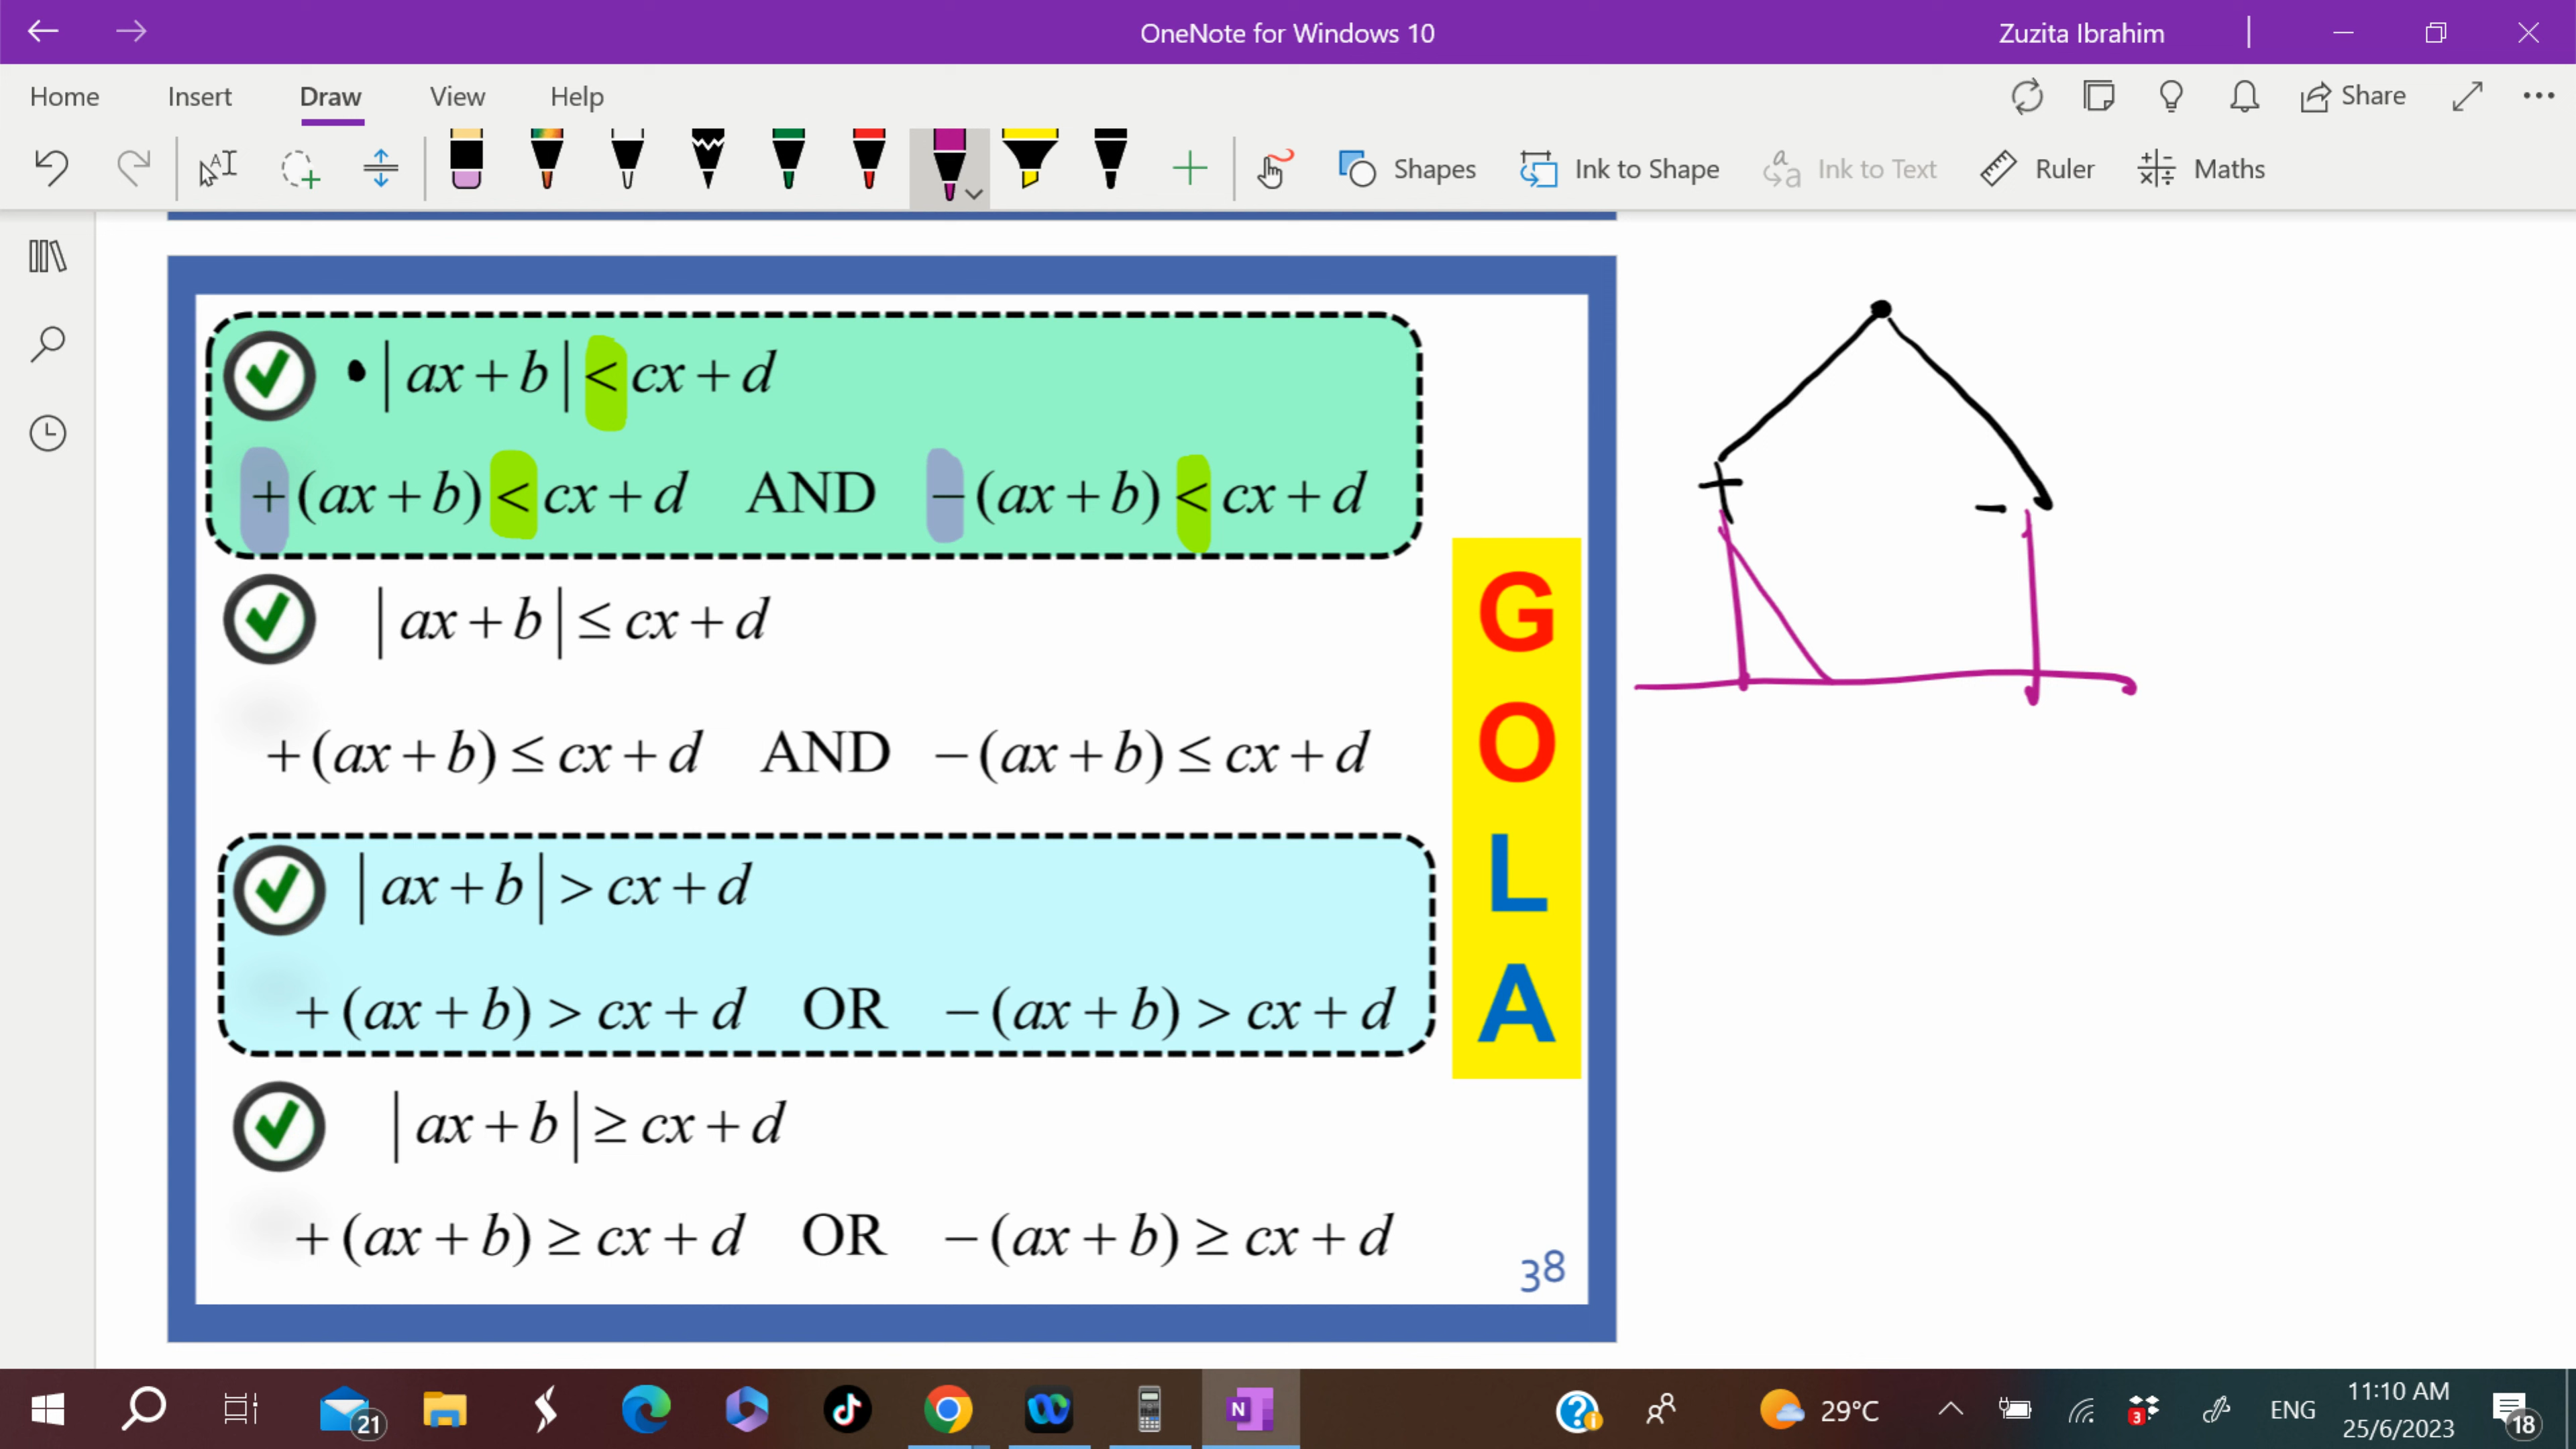 OneNote for Windows 10
Zuzita Ibrahim
Home Insert Draw View Help
Share
Shapes Ink to Shape Ink to Text Ruler Maths
•|ax + b| < cx + d
+(ax + b) < cx + d AND −(ax + b) < cx + d
|ax + b| ≤ cx + d
+(ax + b) ≤ cx + d AND −(ax + b) ≤ cx + d
|ax + b| > cx + d
+(ax + b) > cx + d OR −(ax + b) > cx + d
|ax + b| ≥ cx + d
+(ax + b) ≥ cx + d OR −(ax + b) ≥ cx + d
G
O
L
A
38
+ -
21
N
29°C
3
ENG
11:10 AM
25/6/2023
18